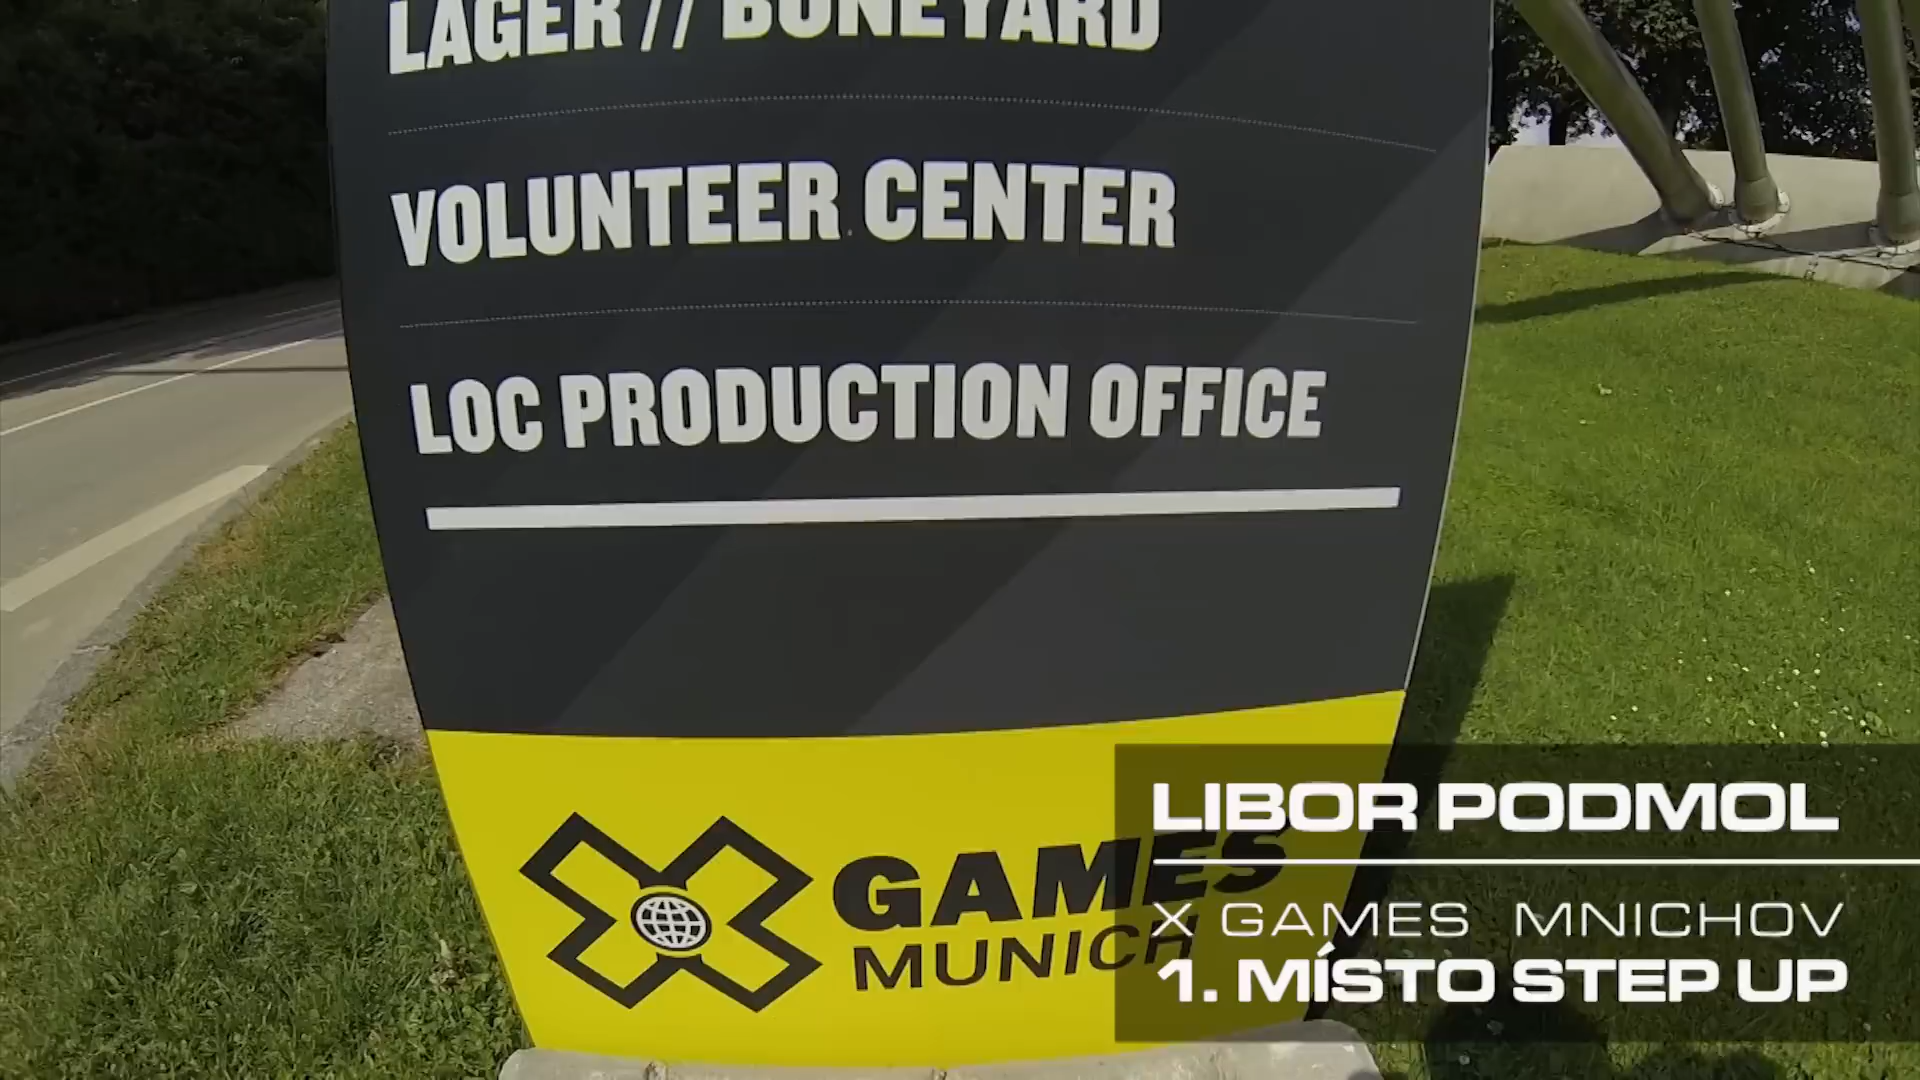 LAGER // BONEYARD
VOLUNTEER CENTER
LOC PRODUCTION OFFICE
X GAMES
MUNICH
LIBOR PODMOL
X GAMES MNICHOV
1. MÍSTO STEP UP